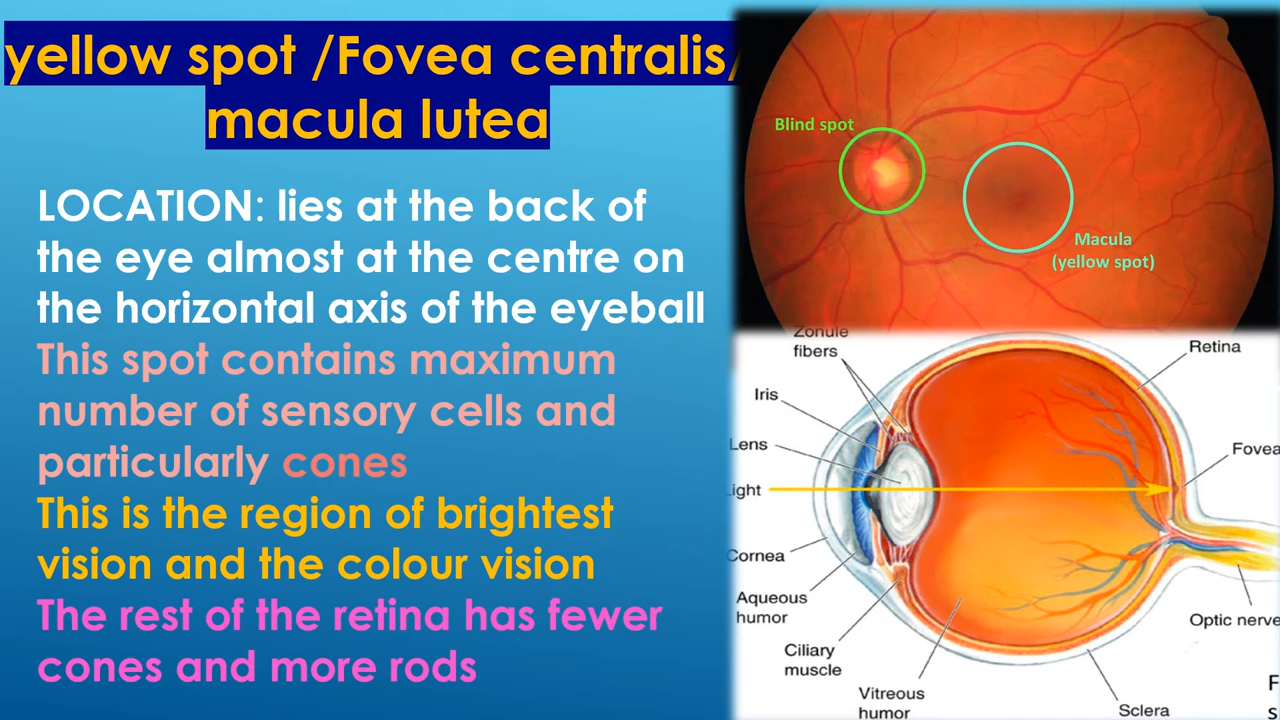 yellow spot /Fovea centralis/
macula lutea
LOCATION: lies at the back of
the eye almost at the centre on
the horizontal axis of the eyeball
This spot contains maximum
number of sensory cells and
particularly cones
This is the region of brightest
vision and the colour vision
The rest of the retina has fewer
cones and more rods
Blind spot
Macula
(yellow spot)
Zonule
fibers
Retina
Iris
Lens
Fovea
Light
Cornea
Aqueous
humor
Optic nerve
Ciliary
muscle
Vitreous
humor
Sclera
F
s